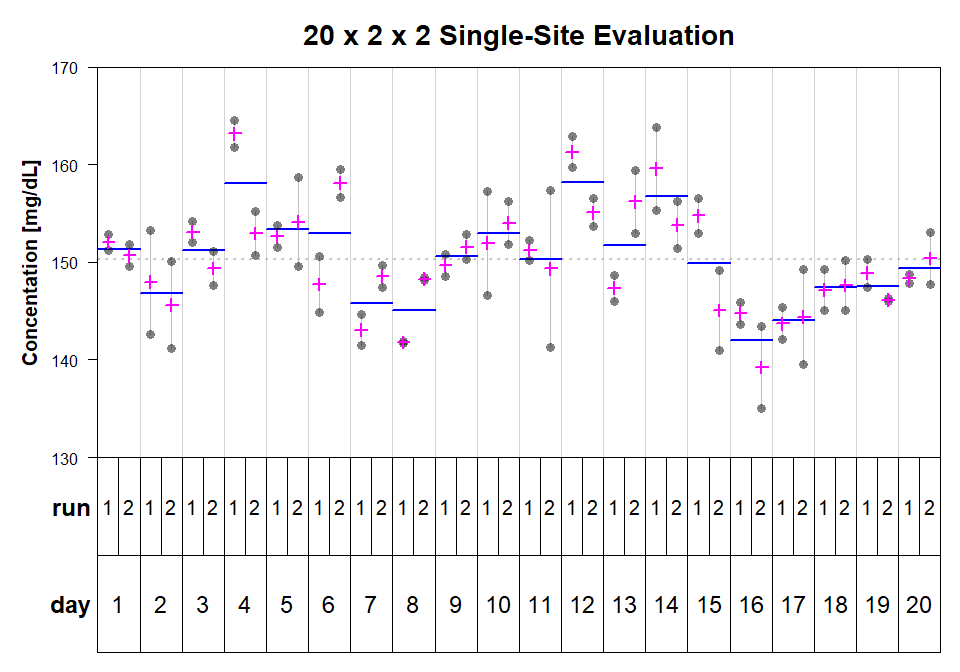 20 x 2 x 2 Single-Site Evaluation
Concentation [mg/dL]
170
160
150
140
130
run 1 2 1 2 1 2 1 2 1 2 1 2 1 2 1 2 1 2 1 2 1 2 1 2 1 2 1 2 1 2 1 2 1 2 1 2 1 2 1 2
day 1 2 3 4 5 6 7 8 9 10 11 12 13 14 15 16 17 18 19 20